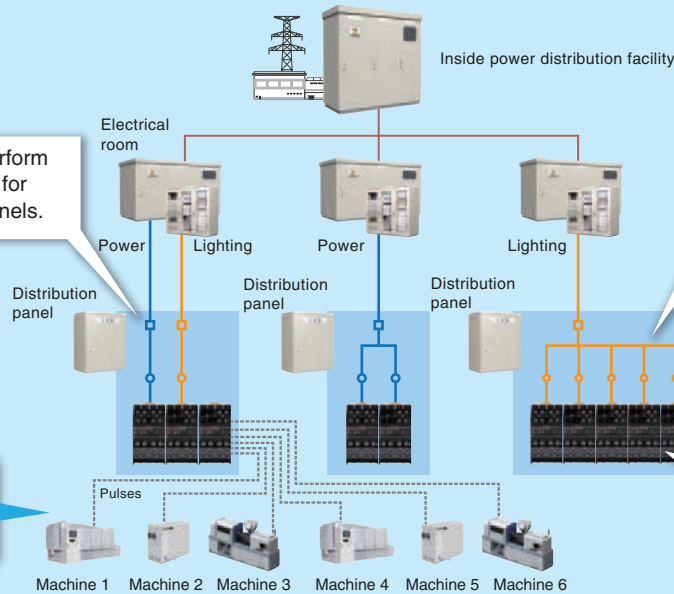 Inside power distribution facility
Electrical
room
rform
for
nels.
Power
Lighting
Power
Lighting
Distribution
panel
Distribution
panel
Distribution
panel
Pulses
Machine 1
Machine 2
Machine 3
Machine 4
Machine 5
Machine 6